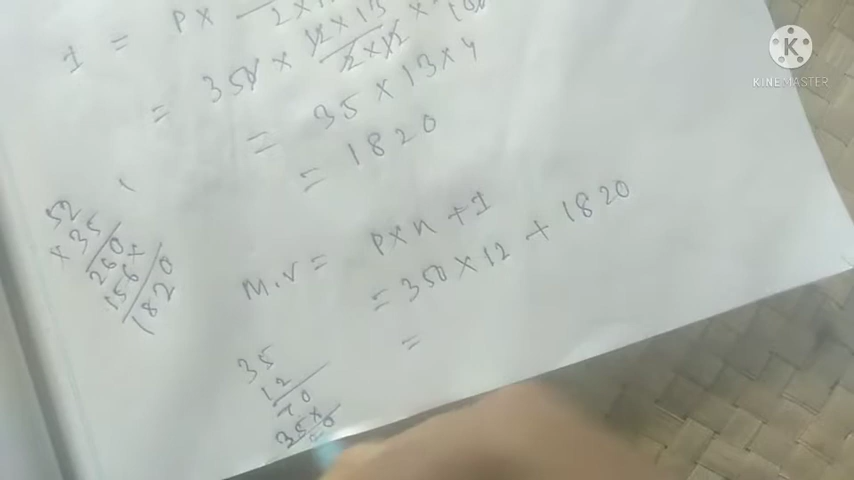 I = P×
= 350 × 12×13 / 2×12 ×
= 35×13×4
= 1820
52
×35
260
156×
1820
M.V = P×n + I
= 350×12 + 1820
=
35
12
70
35×
KINEMASTER